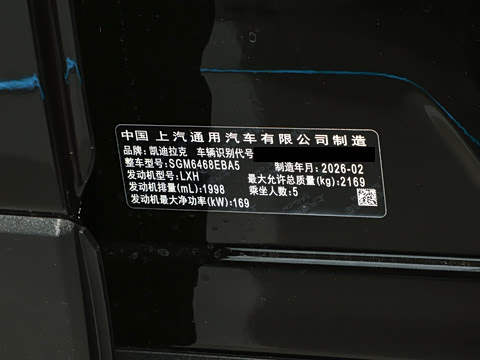 中国 上汽通用汽车有限公司制造
品牌: 凯迪拉克 车辆识别代号
整车型号: SGM6468EBA5 制造年月: 2026-02
发动机型号: LXH 最大允许总质量(kg): 2169
发动机排量(mL): 1998 乘坐人数: 5
发动机最大净功率(kW): 169